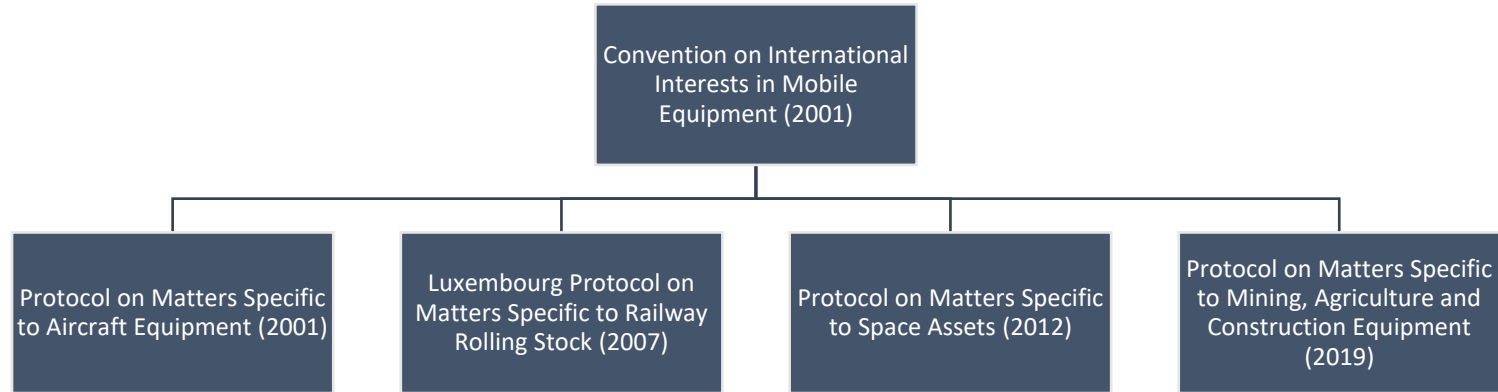 Convention on International
Interests in Mobile
Equipment (2001)
Protocol on Matters Specific
to Aircraft Equipment (2001)
Luxembourg Protocol on
Matters Specific to Railway
Rolling Stock (2007)
Protocol on Matters Specific
to Space Assets (2012)
Protocol on Matters Specific
to Mining, Agriculture and
Construction Equipment
(2019)